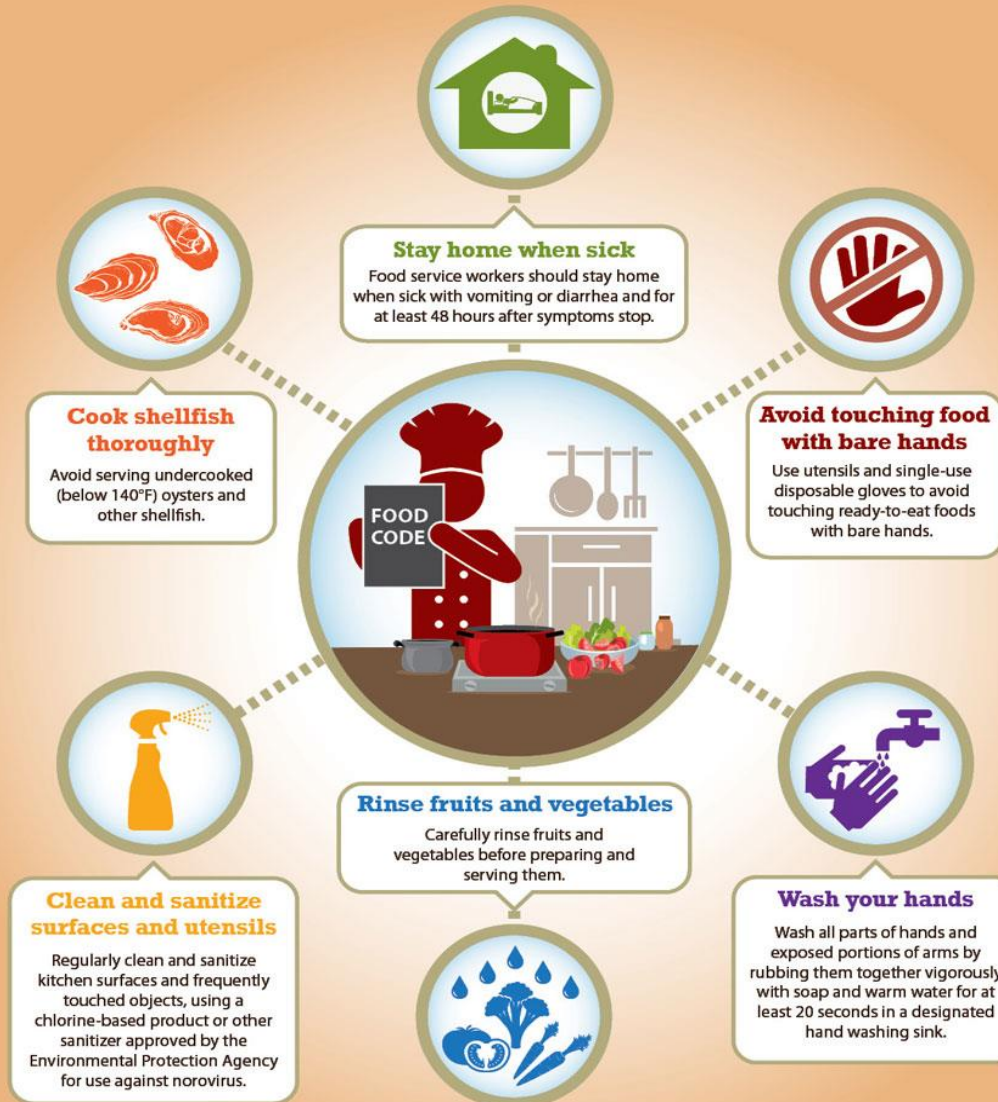 Stay home when sick
Food service workers should stay home
when sick with vomiting or diarrhea and for
at least 48 hours after symptoms stop.
Cook shellfish
thoroughly
Avoid serving undercooked
(below 140°F) oysters and
other shellfish.
Avoid touching food
with bare hands
Use utensils and single-use
disposable gloves to avoid
touching ready-to-eat foods
with bare hands.
FOOD
CODE
Clean and sanitize
surfaces and utensils
Regularly clean and sanitize
kitchen surfaces and frequently
touched objects, using a
chlorine-based product or other
sanitizer approved by the
Environmental Protection Agency
for use against norovirus.
Rinse fruits and vegetables
Carefully rinse fruits and
vegetables before preparing and
serving them.
Wash your hands
Wash all parts of hands and
exposed portions of arms by
rubbing them together vigorously
with soap and warm water for at
least 20 seconds in a designated
hand washing sink.